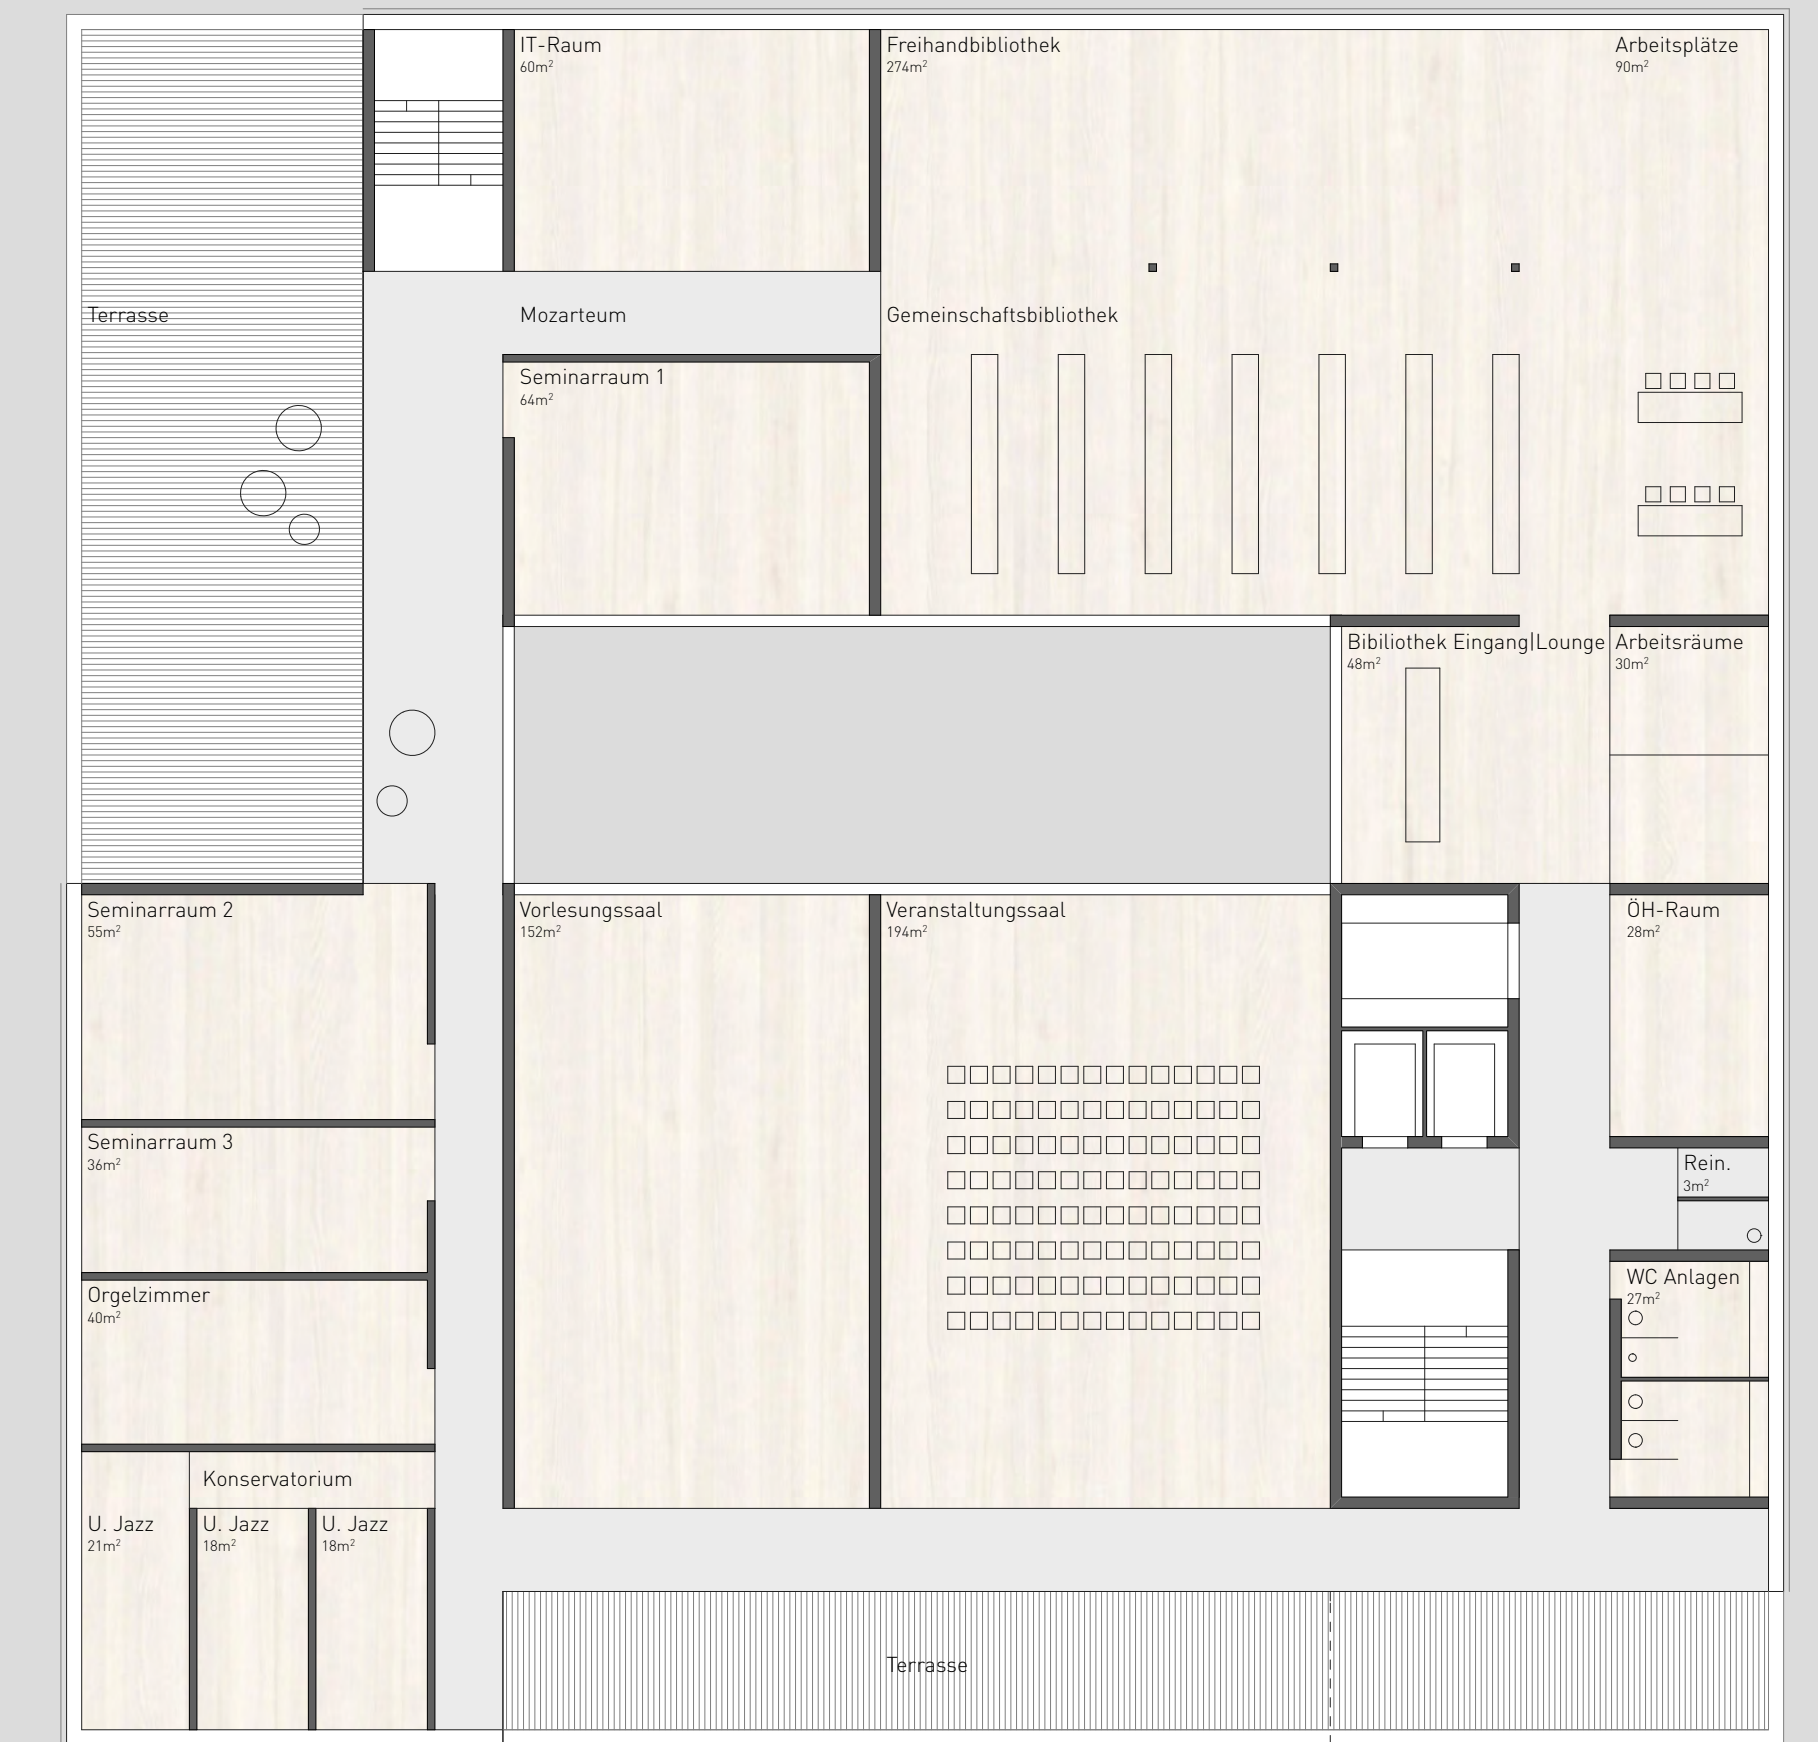 IT-Raum
60m²
Freihandbibliothek
274m²
Arbeitsplätze
90m²
Terrasse
Mozarteum
Gemeinschaftsbibliothek
Seminarraum 1
64m²
Bibiliothek Eingang|Lounge
48m²
Arbeitsräume
30m²
Seminarraum 2
55m²
Vorlesungssaal
152m²
Veranstaltungssaal
194m²
ÖH-Raum
28m²
Seminarraum 3
36m²
Rein.
3m²
Orgelzimmer
40m²
WC Anlagen
27m²
Konservatorium
U. Jazz
21m²
U. Jazz
18m²
U. Jazz
18m²
Terrasse